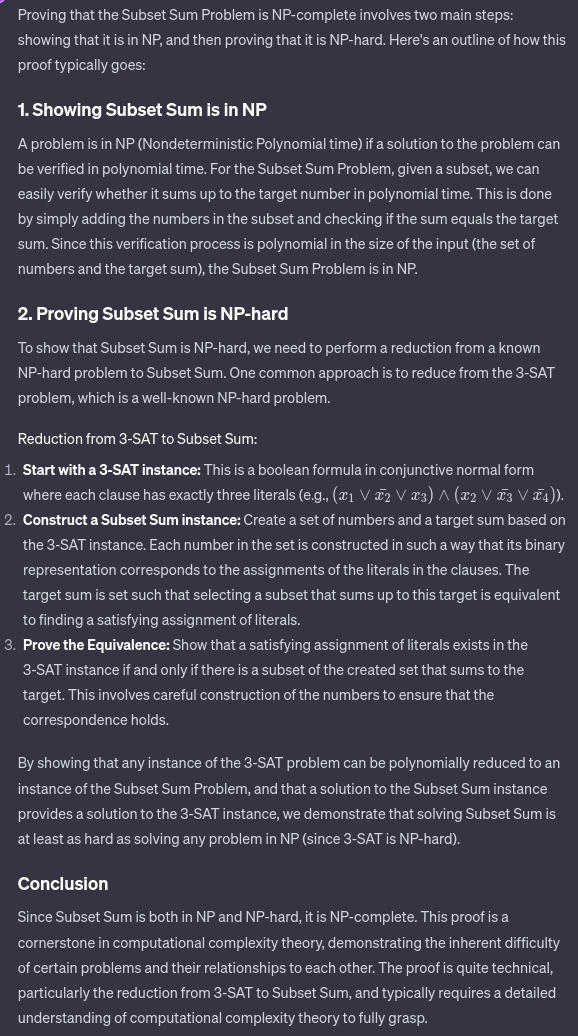 Proving that the Subset Sum Problem is NP-complete involves two main steps:
showing that it is in NP, and then proving that it is NP-hard. Here's an outline of how this
proof typically goes:
1. Showing Subset Sum is in NP
A problem is in NP (Nondeterministic Polynomial time) if a solution to the problem can
be verified in polynomial time. For the Subset Sum Problem, given a subset, we can
easily verify whether it sums up to the target number in polynomial time. This is done
by simply adding the numbers in the subset and checking if the sum equals the target
sum. Since this verification process is polynomial in the size of the input (the set of
numbers and the target sum), the Subset Sum Problem is in NP.
2. Proving Subset Sum is NP-hard
To show that Subset Sum is NP-hard, we need to perform a reduction from a known
NP-hard problem to Subset Sum. One common approach is to reduce from the 3-SAT
problem, which is a well-known NP-hard problem.
Reduction from 3-SAT to Subset Sum:
1. Start with a 3-SAT instance: This is a boolean formula in conjunctive normal form
where each clause has exactly three literals (e.g., (x₁ ∨ x̄₂ ∨ x₃) ∧ (x₂ ∨ x̄₃ ∨ x̄₄)).
2. Construct a Subset Sum instance: Create a set of numbers and a target sum based on
the 3-SAT instance. Each number in the set is constructed in such a way that its binary
representation corresponds to the assignments of the literals in the clauses. The
target sum is set such that selecting a subset that sums up to this target is equivalent
to finding a satisfying assignment of literals.
3. Prove the Equivalence: Show that a satisfying assignment of literals exists in the
3-SAT instance if and only if there is a subset of the created set that sums to the
target. This involves careful construction of the numbers to ensure that the
correspondence holds.
By showing that any instance of the 3-SAT problem can be polynomially reduced to an
instance of the Subset Sum Problem, and that a solution to the Subset Sum instance
provides a solution to the 3-SAT instance, we demonstrate that solving Subset Sum is
at least as hard as solving any problem in NP (since 3-SAT is NP-hard).
Conclusion
Since Subset Sum is both in NP and NP-hard, it is NP-complete. This proof is a
cornerstone in computational complexity theory, demonstrating the inherent difficulty
of certain problems and their relationships to each other. The proof is quite technical,
particularly the reduction from 3-SAT to Subset Sum, and typically requires a detailed
understanding of computational complexity theory to fully grasp.